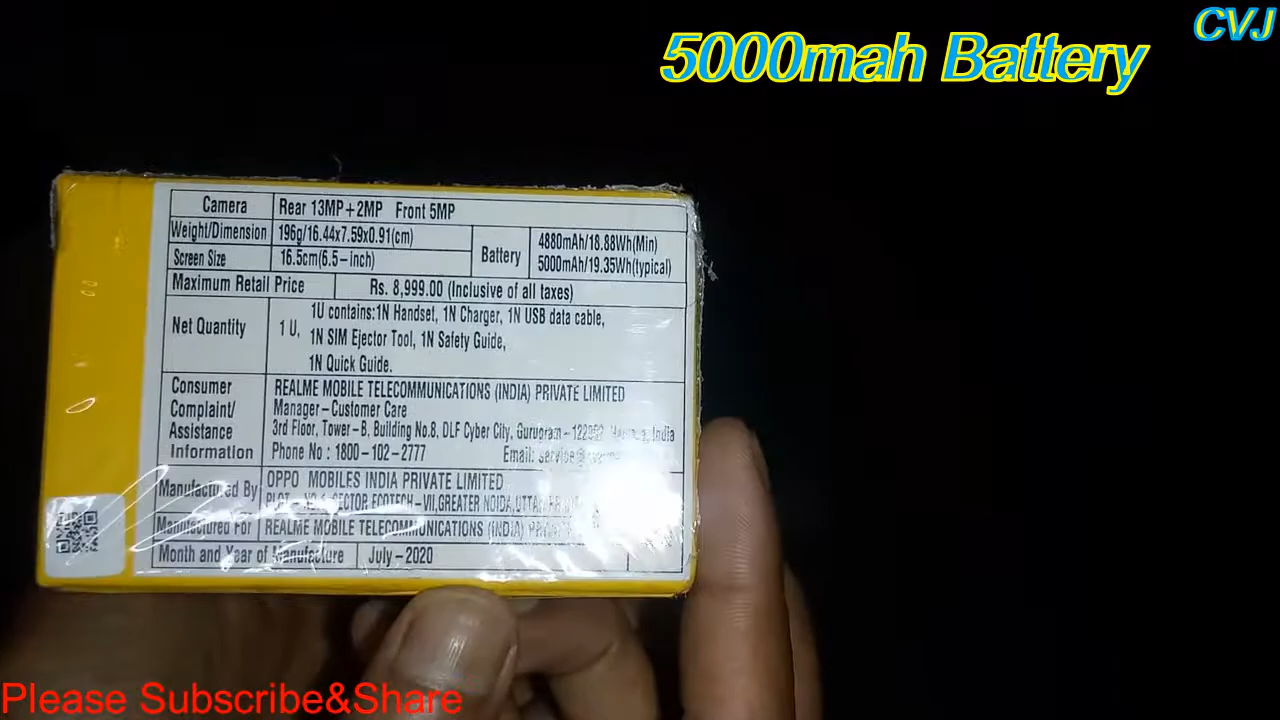 CVJ
5000mah Battery
Camera Rear 13MP+2MP Front 5MP
Weight/Dimension 196g/16.44x7.59x0.91(cm)
Screen Size 16.5cm(6.5-inch)
Battery 4880mAh/18.88Wh(Min)
5000mAh/19.35Wh(typical)
Maximum Retail Price Rs. 8,999.00 (Inclusive of all taxes)
Net Quantity 1 U, 1U contains:1N Handset, 1N Charger, 1N USB data cable,
1N SIM Ejector Tool, 1N Safety Guide,
1N Quick Guide.
Consumer REALME MOBILE TELECOMMUNICATIONS (INDIA) PRIVATE LIMITED
Complaint/ Manager-Customer Care
Assistance 3rd Floor, Tower-B, Building No.8, DLF Cyber City, Gurugram- India
Information Phone No : 1800-102-2777 Email:
Manufactured By OPPO MOBILES INDIA PRIVATE LIMITED
SECTOR ECOTECH-VII,GREATER NOIDA,
Manufactured For REALME MOBILE TELECOMMUNICATIONS (INDIA)
Month and Year of Manufacture July-2020
Please Subscribe&Share